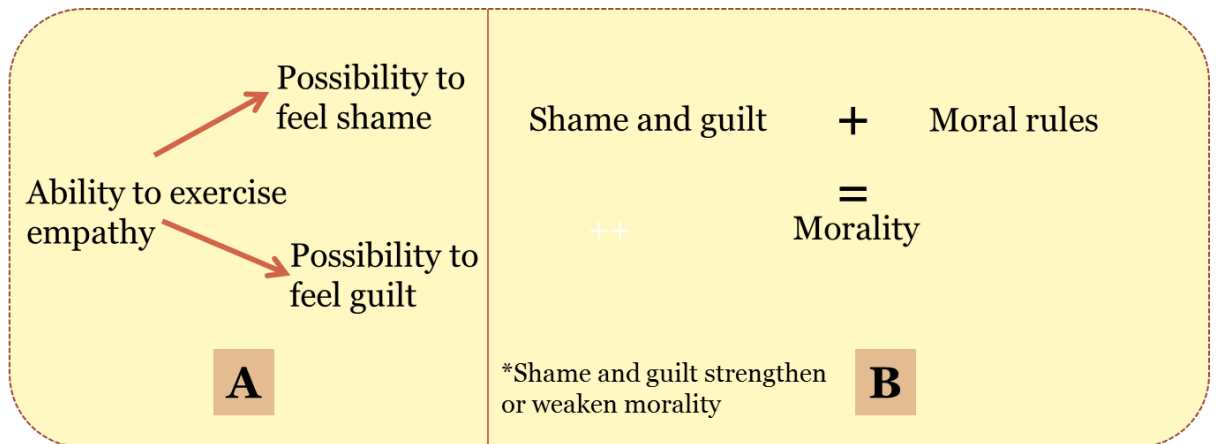 Possibility to
feel shame
Ability to exercise
empathy
Possibility to
feel guilt
A
Shame and guilt + Moral rules
=
++
Morality
*Shame and guilt strengthen
or weaken morality
B